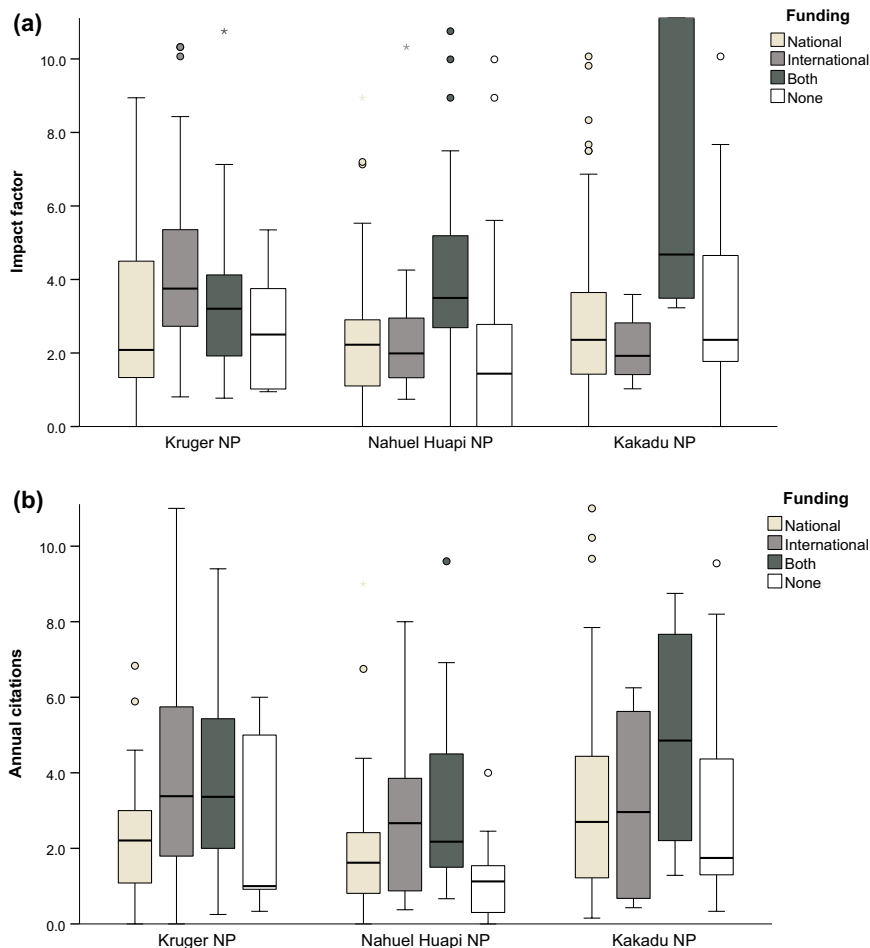 (a)
Funding
National
International
Both
None
Impact factor
10.0
8.0
6.0
4.0
2.0
0.0
Kruger NP Nahuel Huapi NP Kakadu NP
(b)
Funding
National
International
Both
None
Annual citations
10.0
8.0
6.0
4.0
2.0
0.0
Kruger NP Nahuel Huapi NP Kakadu NP